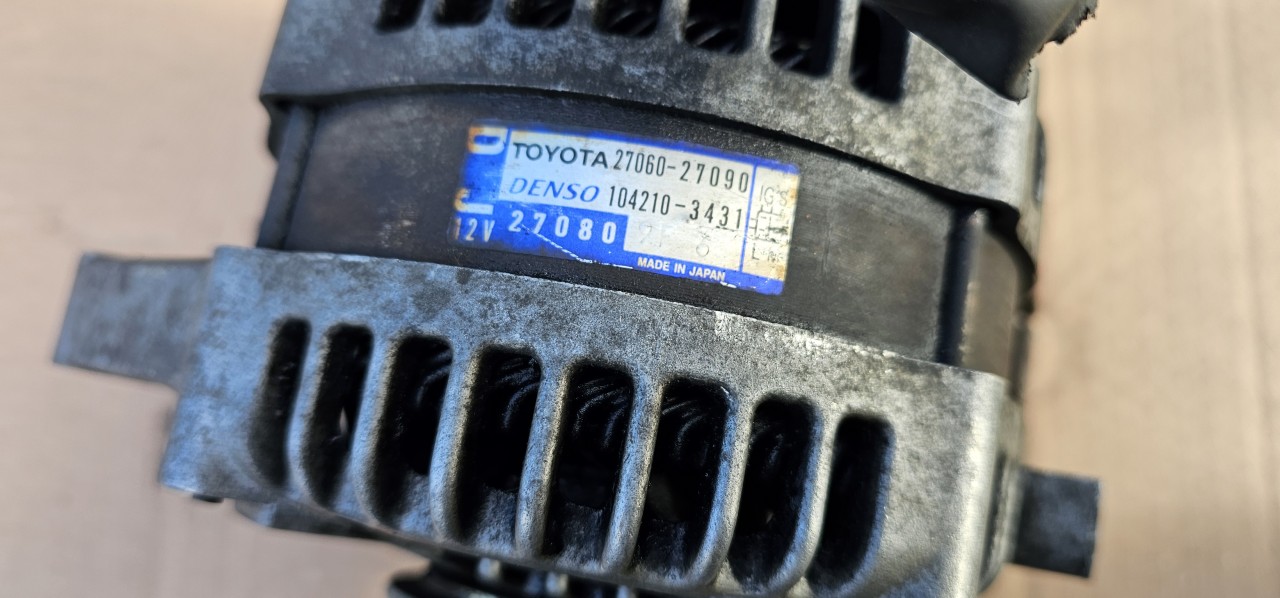 TOYOTA 27060-27090
DENSO 104210-3431
12V 27080
MADE IN JAPAN